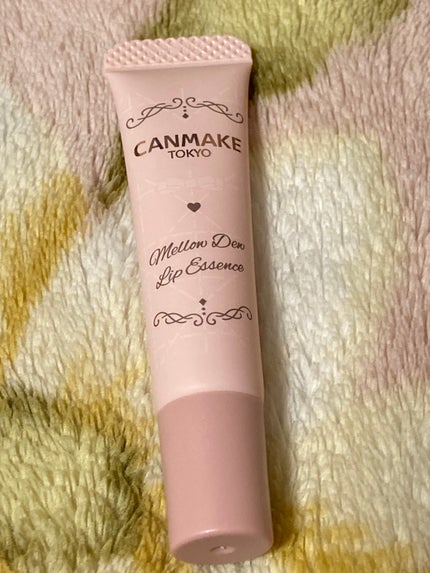 CANMAKE
TOKYO
Mellow Dew
Lip Essence